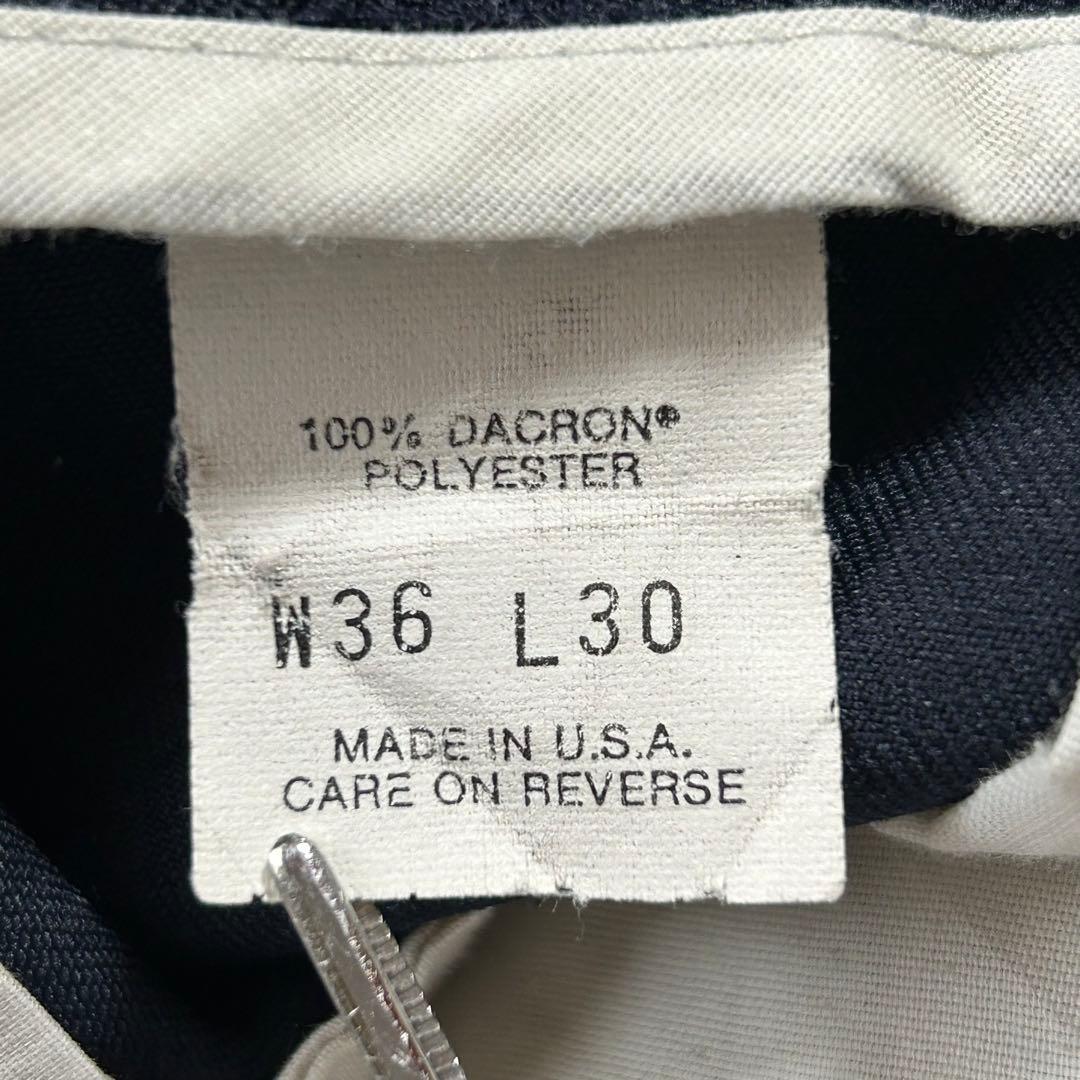 100% DACRON®
POLYESTER
W36 L30
MADE IN U.S.A.
CARE ON REVERSE